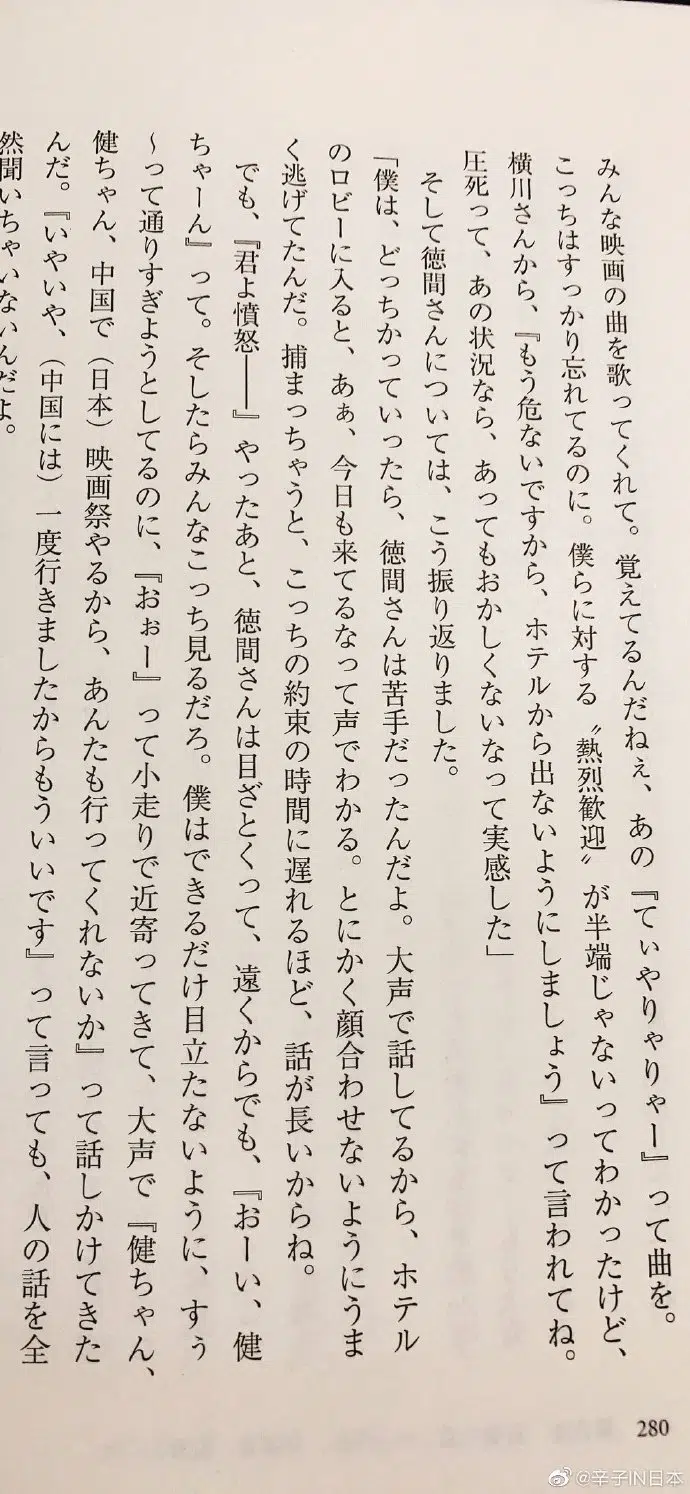 みんな映画の曲を歌ってくれて。覚えてるんだねぇ、あの『てぃやりゃりゃー』って曲を。
こっちはすっかり忘れてるのに。僕らに対する〝熱烈歓迎〟が半端じゃないってわかったけど、
横川さんから、『もう危ないですから、ホテルから出ないようにしましょう』って言われてね。
圧死って、あの状況なら、あってもおかしくないなって実感した」
そして徳間さんについては、こう振り返りました。
「僕は、どっちかっていったら、徳間さんは苦手だったんだよ。大声で話してるから、ホテル
のロビーに入ると、あぁ、今日も来てるなって声でわかる。とにかく顔合わせないようにうま
く逃げてたんだ。捕まっちゃうと、こっちの約束の時間に遅れるほど、話が長いからね。
でも、『君よ憤怒――』やったあと、徳間さんは目ざとくって、遠くからでも、『おーい、健
ちゃーん』って。そしたらみんなこっち見るだろ。僕はできるだけ目立たないように、すぅ
～って通りすぎようとしてるのに、『おぉー』って小走りで近寄ってきて、大声で『健ちゃん、
健ちゃん、中国で（日本）映画祭やるから、あんたも行ってくれないか』って話しかけてきた
んだ。『いやいや、（中国には）一度行きましたからもういいです』って言っても、人の話を全
然聞いちゃいないんだよ。
280
@辛子IN日本